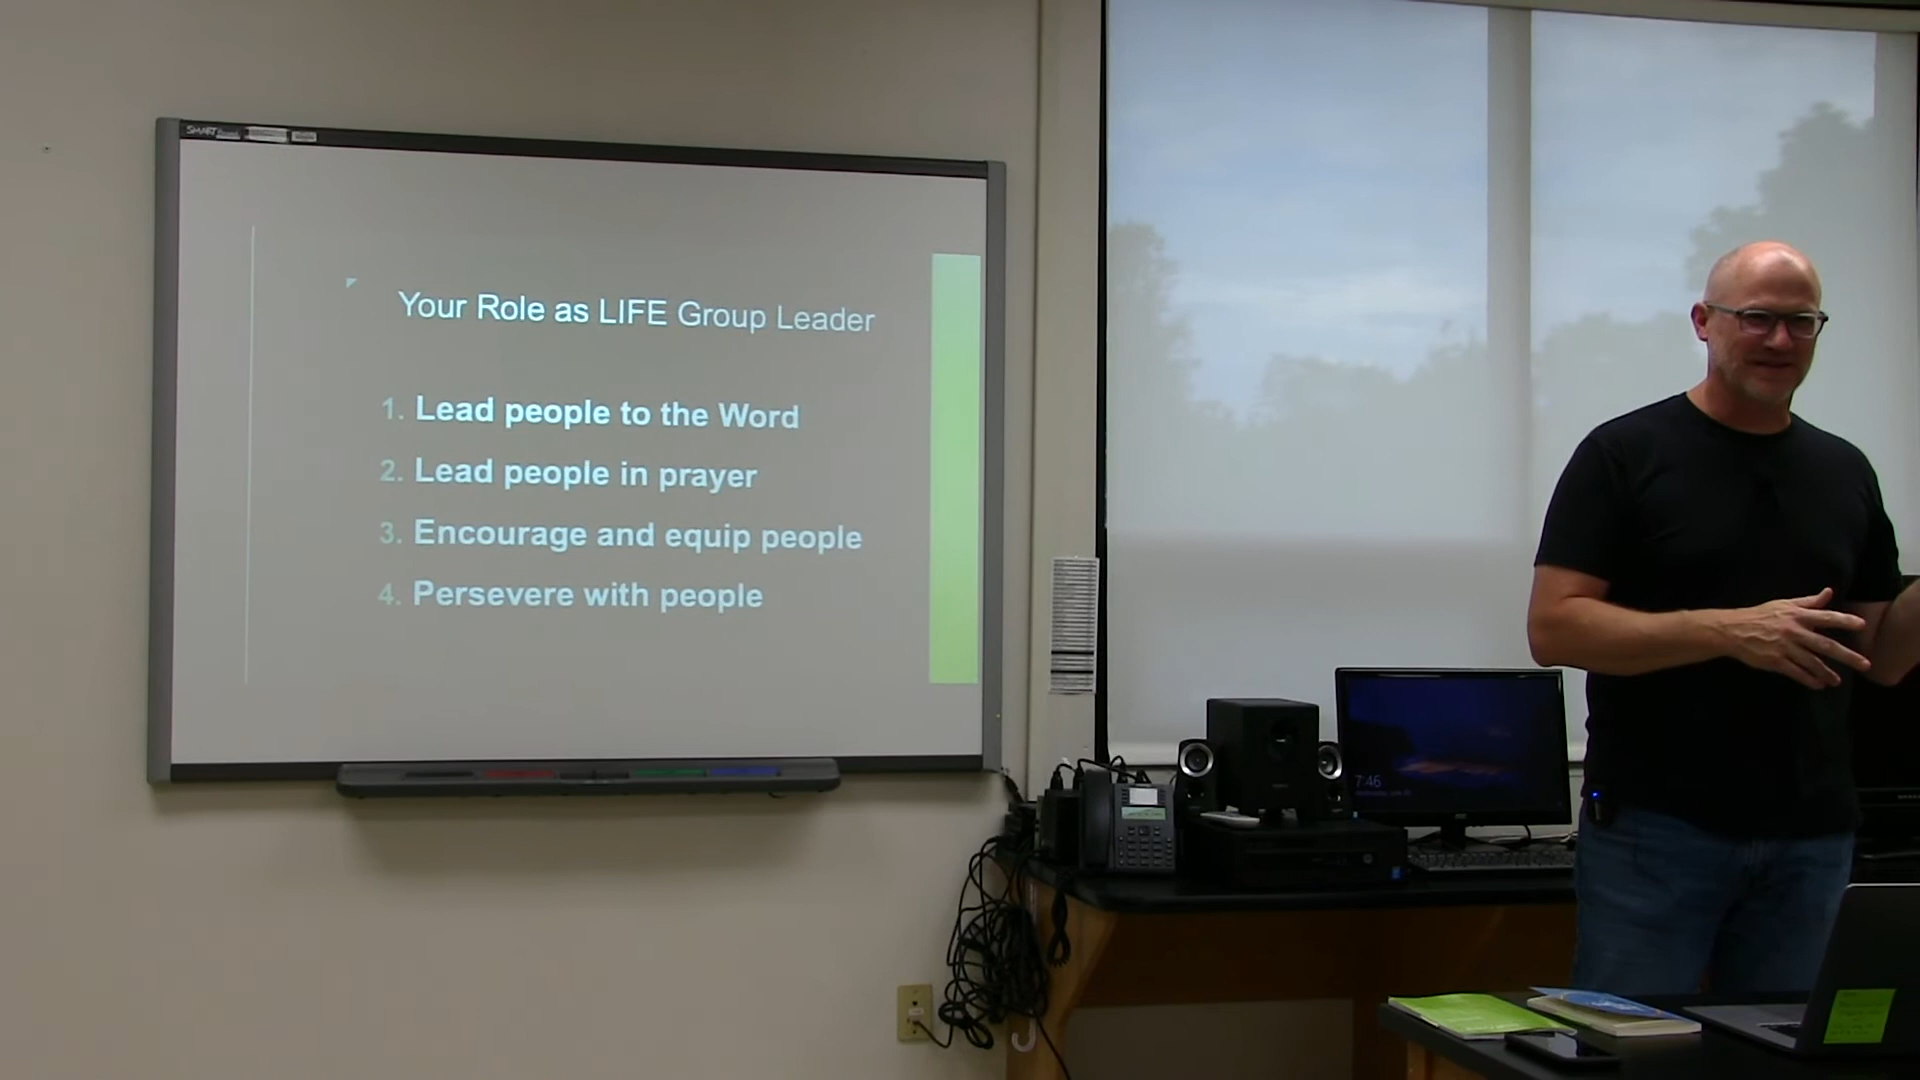 SMART
Your Role as LIFE Group Leader
1. Lead people to the Word
2. Lead people in prayer
3. Encourage and equip people
4. Persevere with people
7:46